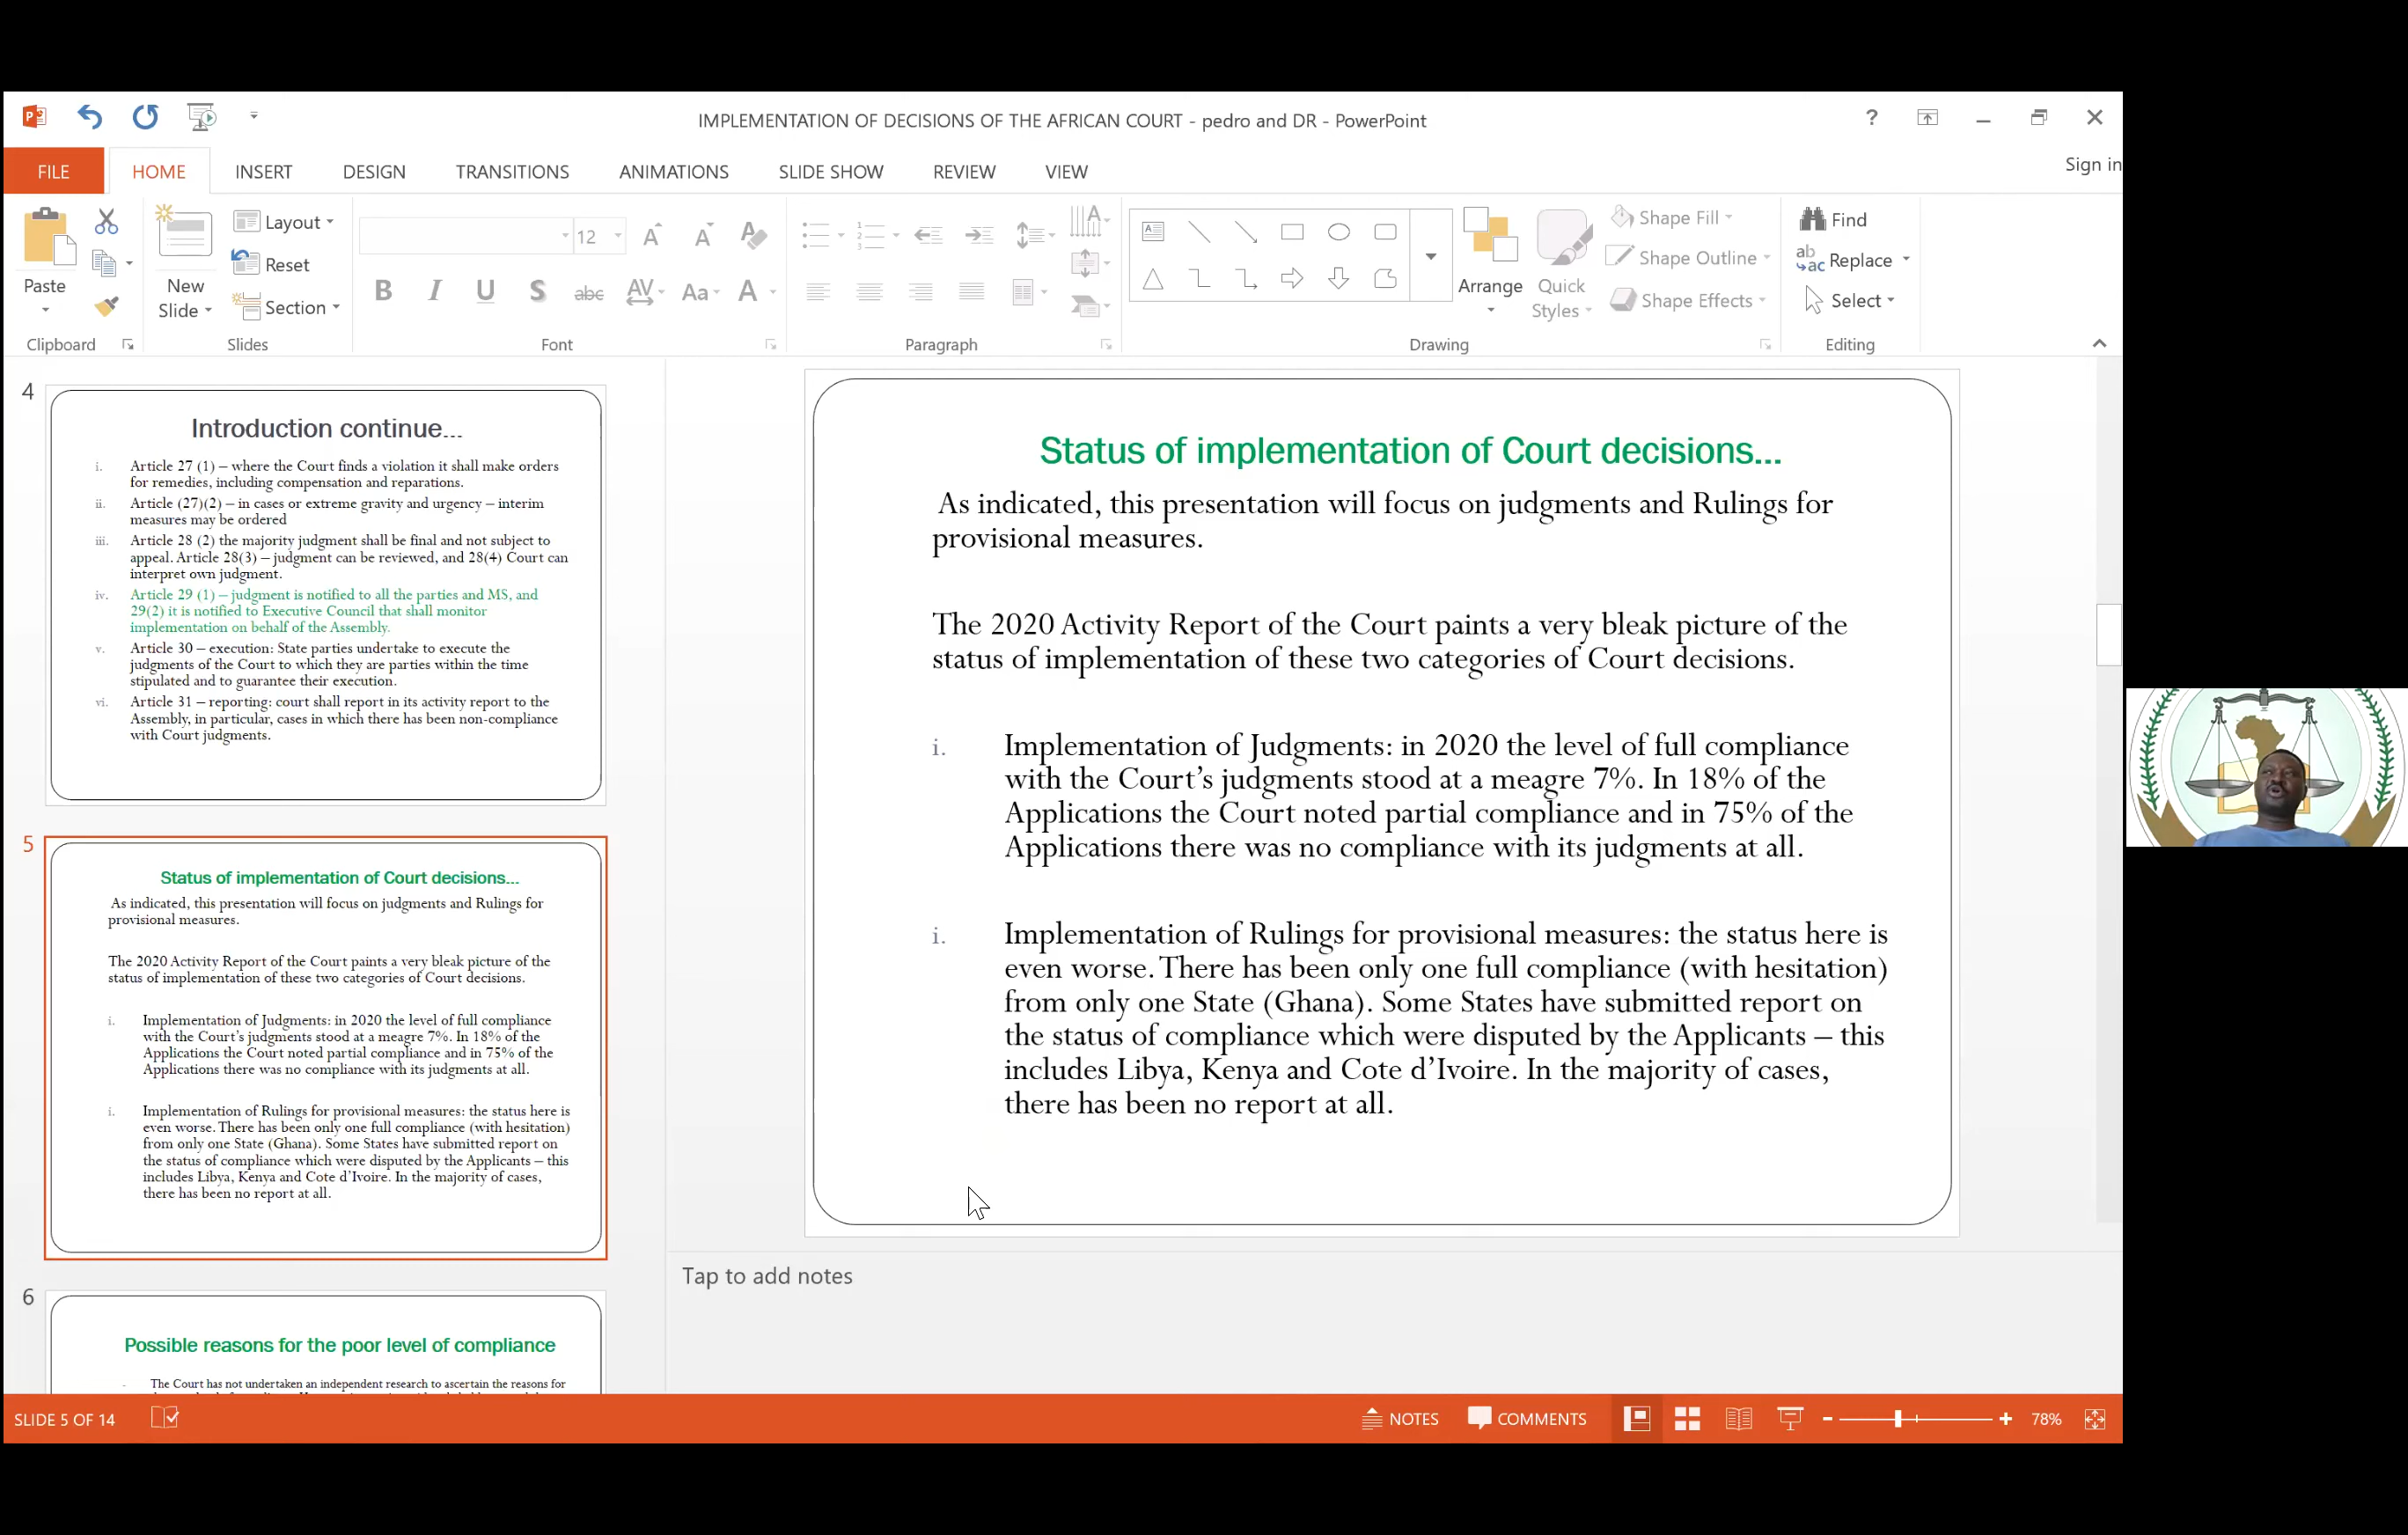 IMPLEMENTATION OF DECISIONS OF THE AFRICAN COURT - pedro and DR - PowerPoint
?
Sign in
FILE HOME INSERT DESIGN TRANSITIONS ANIMATIONS SLIDE SHOW REVIEW VIEW
Paste
New
Slide
Layout
Reset
Section
12
Arrange
Quick
Styles
Shape Fill
Shape Outline
Shape Effects
Find
Replace
Select
Clipboard Slides Font Paragraph Drawing Editing
4
Introduction continue...
i. Article 27 (1) – where the Court finds a violation it shall make orders
for remedies, including compensation and reparations.
ii. Article (27)(2) – in cases or extreme gravity and urgency – interim
measures may be ordered
iii. Article 28 (2) the majority judgment shall be final and not subject to
appeal. Article 28(3) – judgment can be reviewed, and 28(4) Court can
interpret own judgment.
iv. Article 29 (1) – judgment is notified to all the parties and MS, and
29(2) it is notified to Executive Council that shall monitor
implementation on behalf of the Assembly.
v. Article 30 – execution: State parties undertake to execute the
judgments of the Court to which they are parties within the time
stipulated and to guarantee their execution.
vi. Article 31 – reporting: court shall report in its activity report to the
Assembly, in particular, cases in which there has been non-compliance
with Court judgments.
5
Status of implementation of Court decisions...
As indicated, this presentation will focus on judgments and Rulings for
provisional measures.
The 2020 Activity Report of the Court paints a very bleak picture of the
status of implementation of these two categories of Court decisions.
i. Implementation of Judgments: in 2020 the level of full compliance
with the Court's judgments stood at a meagre 7%. In 18% of the
Applications the Court noted partial compliance and in 75% of the
Applications there was no compliance with its judgments at all.
i. Implementation of Rulings for provisional measures: the status here is
even worse. There has been only one full compliance (with hesitation)
from only one State (Ghana). Some States have submitted report on
the status of compliance which were disputed by the Applicants – this
includes Libya, Kenya and Cote d'Ivoire. In the majority of cases,
there has been no report at all.
6
Possible reasons for the poor level of compliance
- The Court has not undertaken an independent research to ascertain the reasons for
Status of implementation of Court decisions...
As indicated, this presentation will focus on judgments and Rulings for
provisional measures.
The 2020 Activity Report of the Court paints a very bleak picture of the
status of implementation of these two categories of Court decisions.
i. Implementation of Judgments: in 2020 the level of full compliance
with the Court's judgments stood at a meagre 7%. In 18% of the
Applications the Court noted partial compliance and in 75% of the
Applications there was no compliance with its judgments at all.
i. Implementation of Rulings for provisional measures: the status here is
even worse. There has been only one full compliance (with hesitation)
from only one State (Ghana). Some States have submitted report on
the status of compliance which were disputed by the Applicants – this
includes Libya, Kenya and Cote d'Ivoire. In the majority of cases,
there has been no report at all.
Tap to add notes
SLIDE 5 OF 14
NOTES COMMENTS 78%